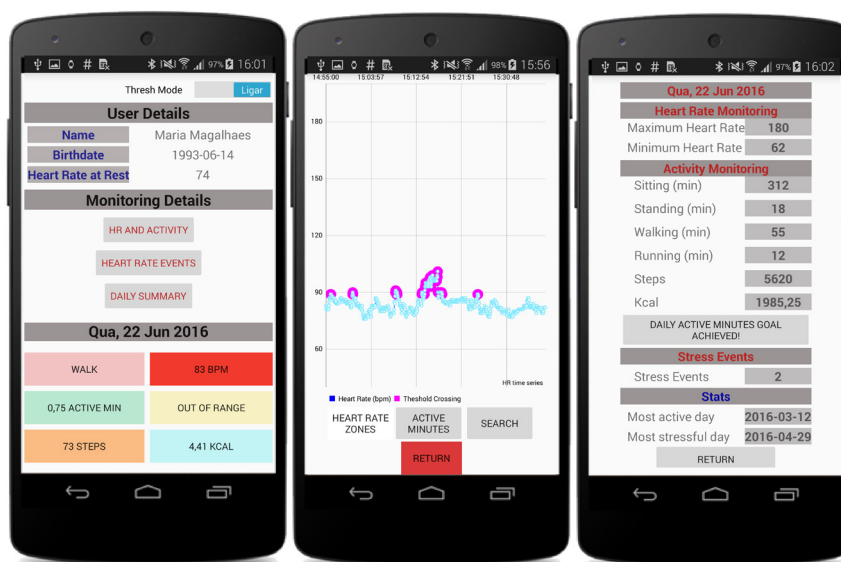 97% 16:01
Thresh Mode Ligar
User Details
Name Maria Magalhaes
Birthdate 1993-06-14
Heart Rate at Rest 74
Monitoring Details
HR AND ACTIVITY
HEART RATE EVENTS
DAILY SUMMARY
Qua, 22 Jun 2016
WALK 83 BPM
0,75 ACTIVE MIN OUT OF RANGE
73 STEPS 4,41 KCAL
98% 15:56
14:55:00 15:03:57 15:12:54 15:21:51 15:30:48
180
150
120
90
60
HR time series
Heart Rate (bpm) Theshold Crossing
HEART RATE ZONES
ACTIVE MINUTES
SEARCH
RETURN
97% 16:02
Qua, 22 Jun 2016
Heart Rate Monitoring
Maximum Heart Rate 180
Minimum Heart Rate 62
Activity Monitoring
Sitting (min) 312
Standing (min) 18
Walking (min) 55
Running (min) 12
Steps 5620
Kcal 1985,25
DAILY ACTIVE MINUTES GOAL
ACHIEVED!
Stress Events
Stress Events 2
Stats
Most active day 2016-03-12
Most stressful day 2016-04-29
RETURN